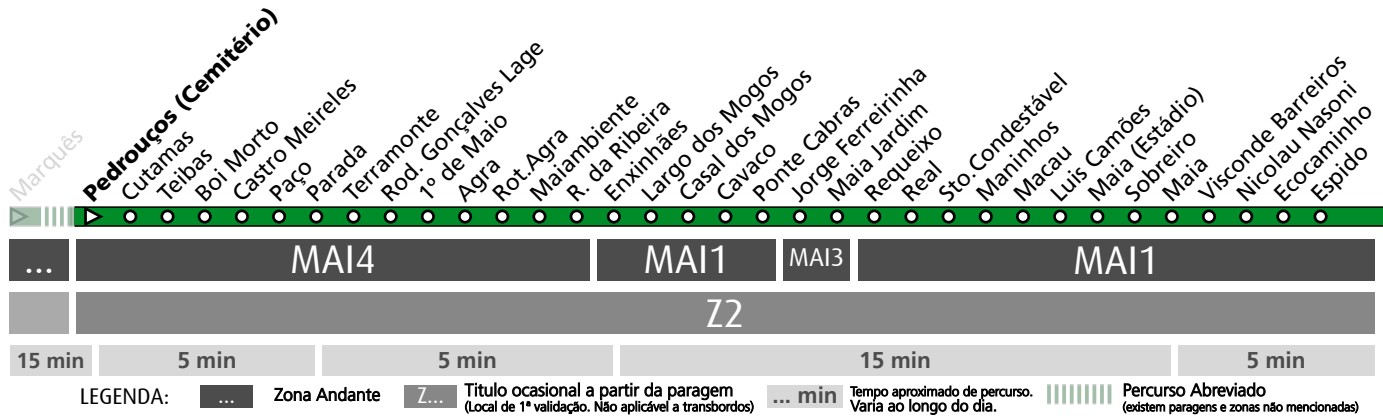 Marquês
Pedrouços (Cemitério)
Cutamas
Teibas
Boi Morto
Castro Meireles
Paço
Parada
Terramonte
Rod. Gonçalves Lage
1º de Maio
Agra
Rot.Agra
Maiambiente
R. da Ribeira
Enxinhães
Largo dos Mogos
Casal dos Mogos
Cavaco
Ponte Cabras
Jorge Ferreirinha
Maia Jardim
Requeixo
Real
Sto.Condestável
Maninhos
Macau
Luis Camões
Maia (Estádio)
Sobreiro
Maia
Visconde Barreiros
Nicolau Nasoni
Ecocaminho
Espido
... MAI4 MAI1 MAI3 MAI1
Z2
15 min 5 min 5 min 15 min 5 min
LEGENDA:
... Zona Andante
Z... Titulo ocasional a partir da paragem
(Local de 1ª validação. Não aplicável a transbordos)
... min Tempo aproximado de percurso.
Varia ao longo do dia.
Percurso Abreviado
(existem paragens e zonas não mencionadas)